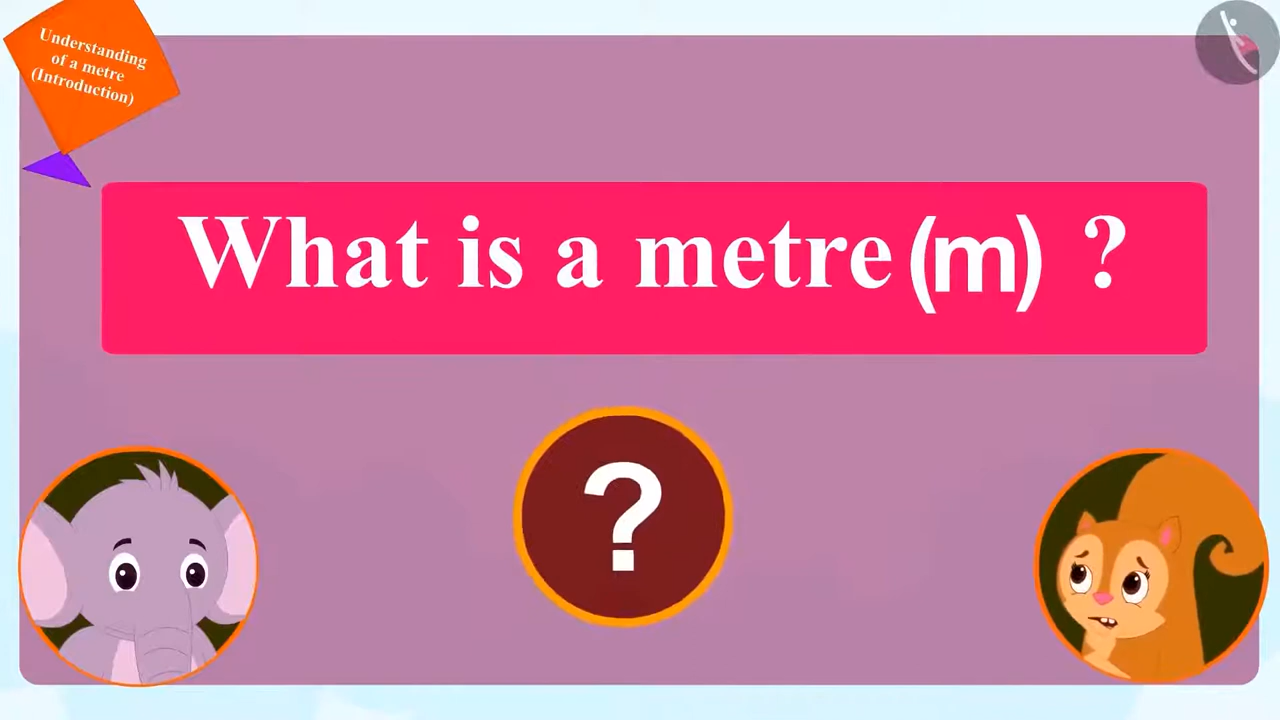 Understanding
of a metre
(Introduction)
What is a metre (m) ?
?